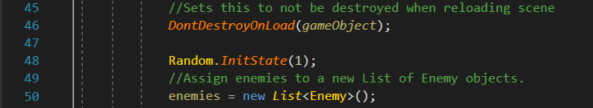 45 //Sets this to not be destroyed when reloading scene
46 DontDestroyOnLoad(gameObject);
47
48 Random.InitState(1);
49 //Assign enemies to a new List of Enemy objects.
50 enemies = new List<Enemy>();